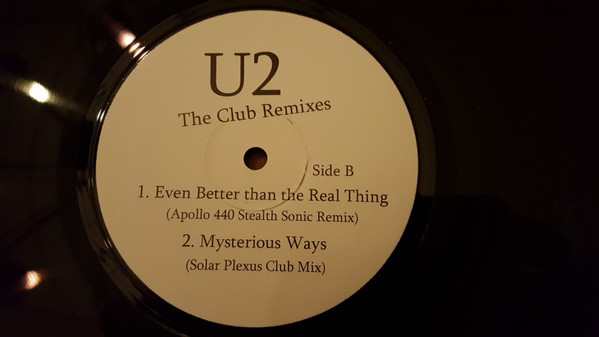 U2
The Club Remixes
Side B
1. Even Better than the Real Thing
(Apollo 440 Stealth Sonic Remix)
2. Mysterious Ways
(Solar Plexus Club Mix)